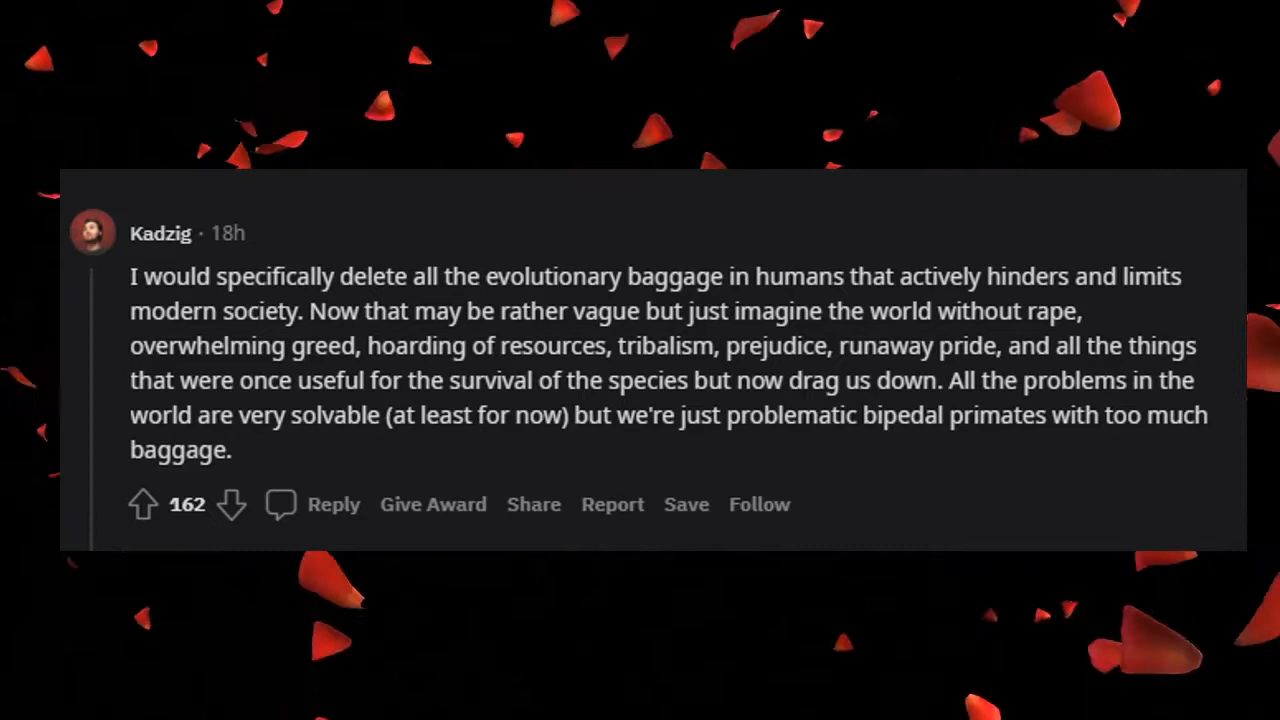 Kadzig · 18h
I would specifically delete all the evolutionary baggage in humans that actively hinders and limits
modern society. Now that may be rather vague but just imagine the world without rape,
overwhelming greed, hoarding of resources, tribalism, prejudice, runaway pride, and all the things
that were once useful for the survival of the species but now drag us down. All the problems in the
world are very solvable (at least for now) but we're just problematic bipedal primates with too much
baggage.
162 Reply Give Award Share Report Save Follow